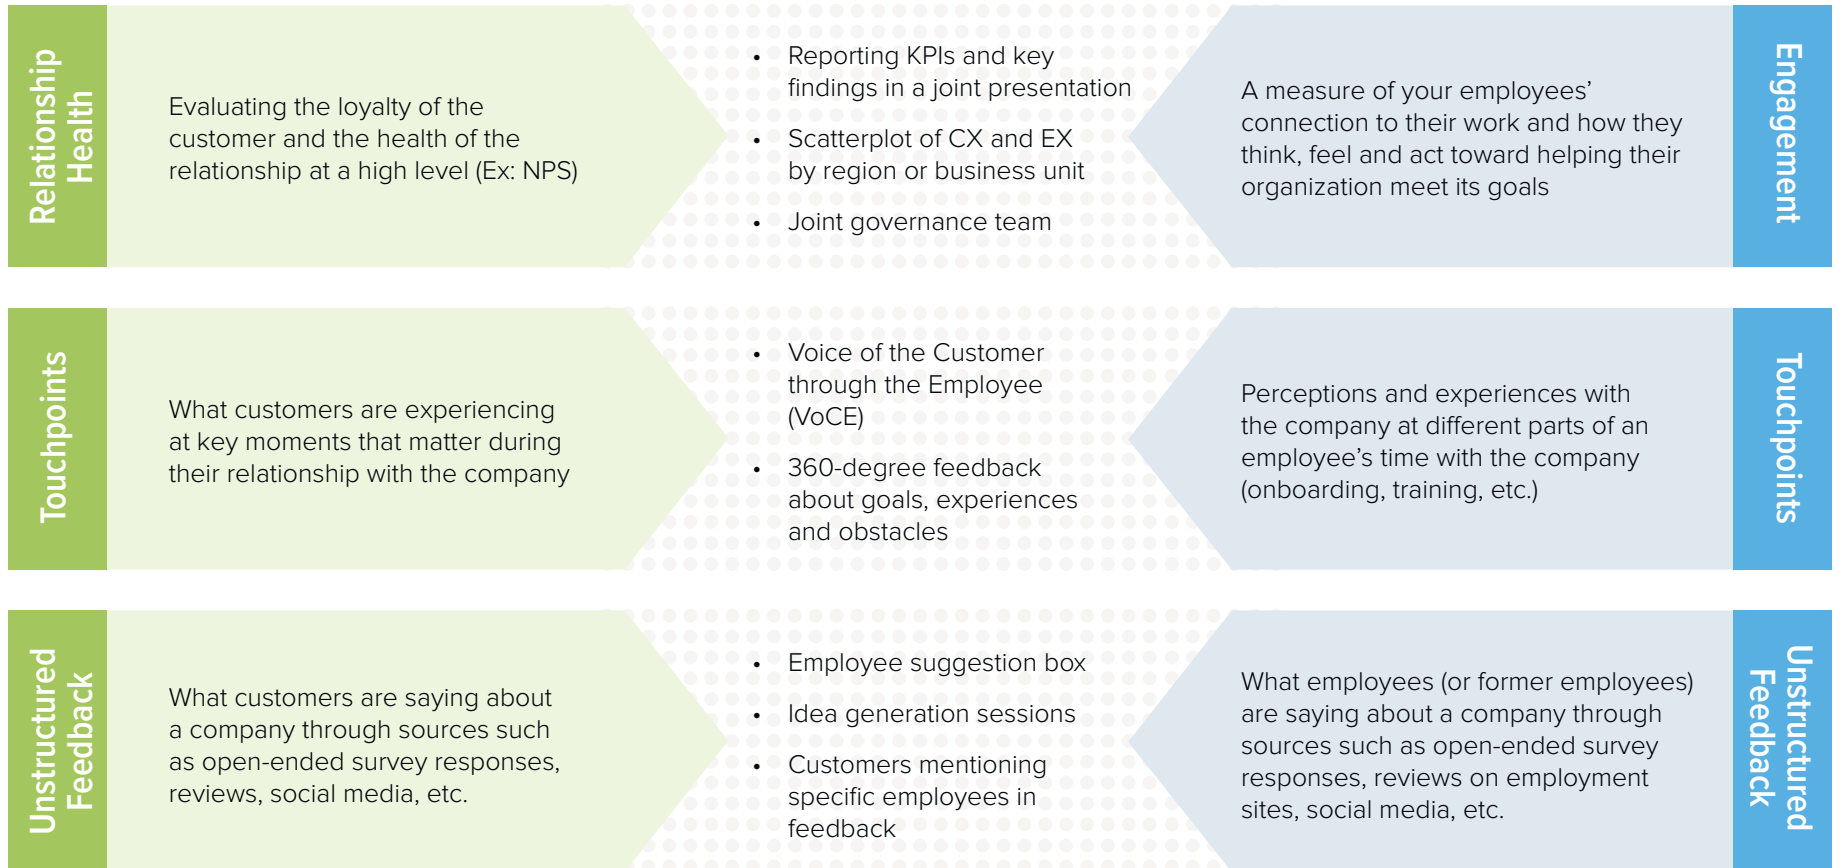 Relationship
Health
Evaluating the loyalty of the
customer and the health of the
relationship at a high level (Ex: NPS)
• Reporting KPIs and key
findings in a joint presentation
• Scatterplot of CX and EX
by region or business unit
• Joint governance team
A measure of your employees’
connection to their work and how they
think, feel and act toward helping their
organization meet its goals
Engagement
Touchpoints
What customers are experiencing
at key moments that matter during
their relationship with the company
• Voice of the Customer
through the Employee
(VoCE)
• 360-degree feedback
about goals, experiences
and obstacles
Perceptions and experiences with
the company at different parts of an
employee’s time with the company
(onboarding, training, etc.)
Touchpoints
Unstructured
Feedback
What customers are saying about
a company through sources such
as open-ended survey responses,
reviews, social media, etc.
• Employee suggestion box
• Idea generation sessions
• Customers mentioning
specific employees in
feedback
What employees (or former employees)
are saying about a company through
sources such as open-ended survey
responses, reviews on employment
sites, social media, etc.
Unstructured
Feedback